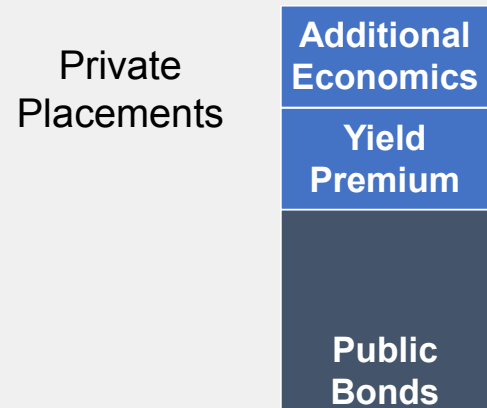 Private
Placements
Additional
Economics
Yield
Premium
Public
Bonds